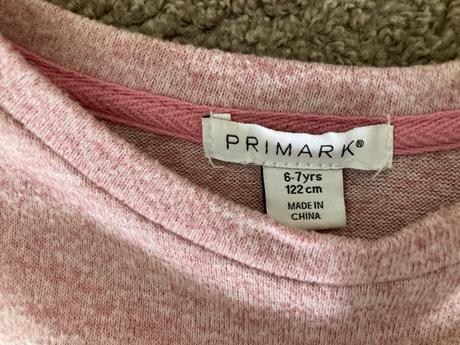 PRIMARK®
6-7yrs
122 cm
MADE IN
CHINA